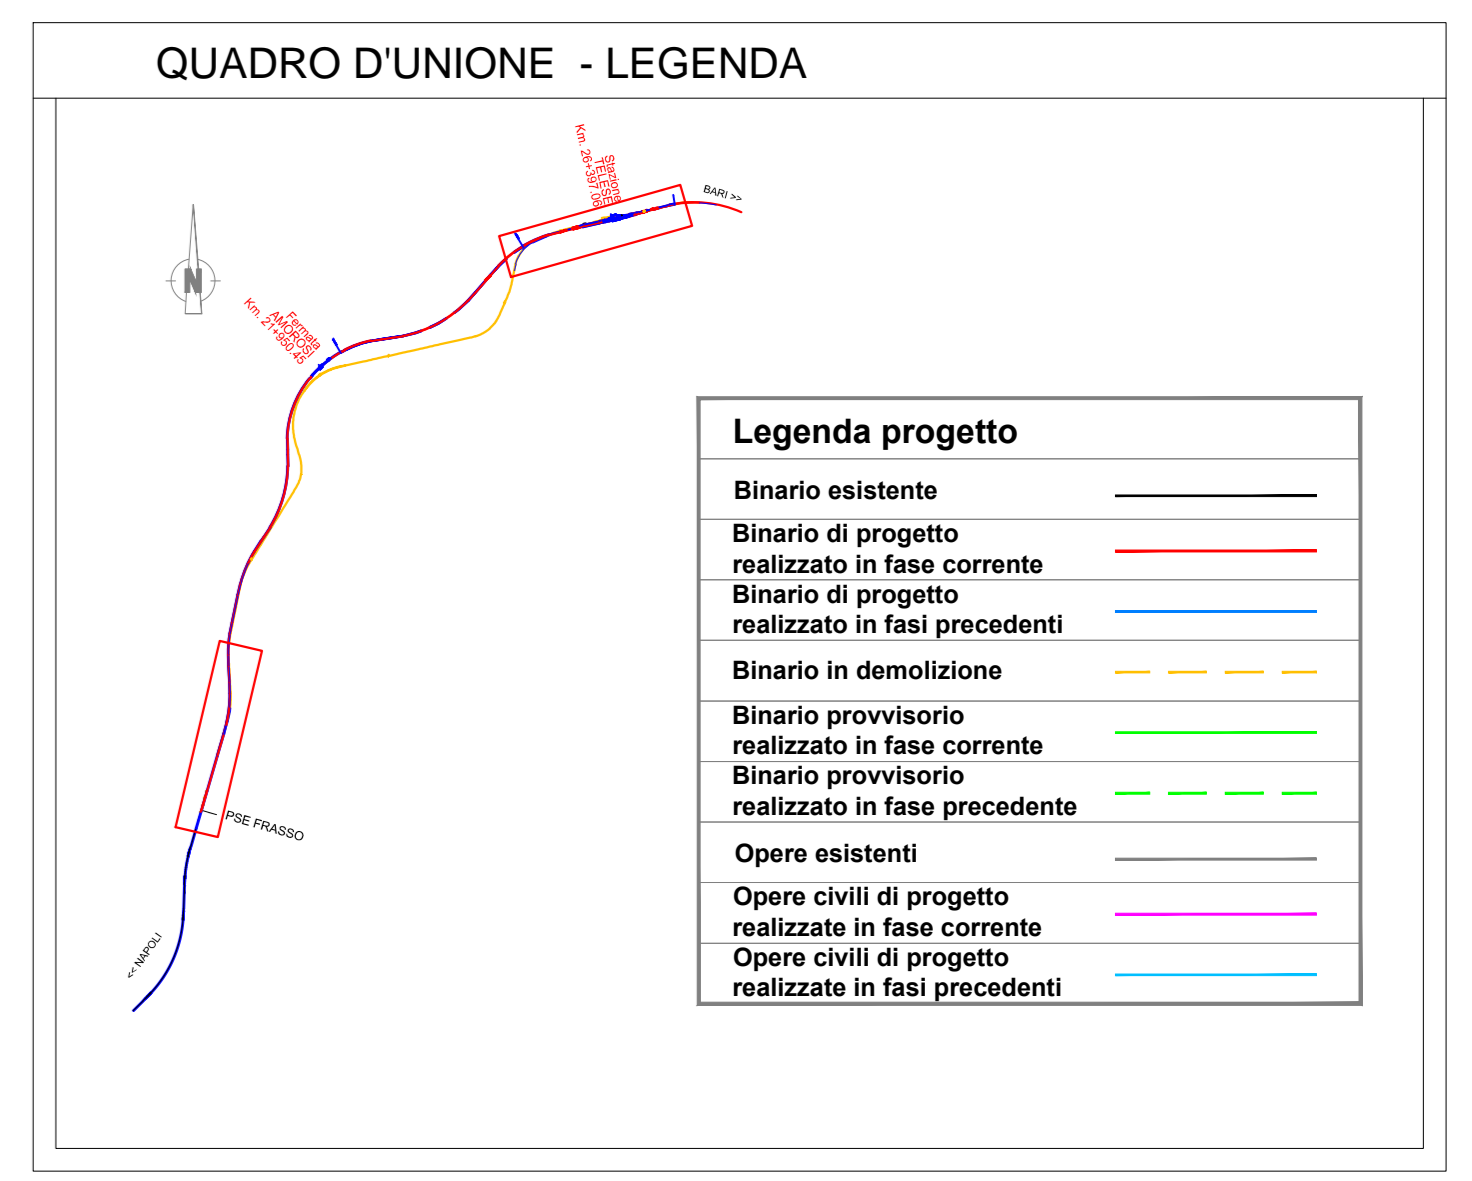 QUADRO D'UNIONE - LEGENDA
Stazione
TELESE
Km. 26+397.06
BARI >>
N
Fermata
AMOROSI
Km. 21+950.45
PSE FRASSO
<< NAPOLI
Legenda progetto
Binario esistente
Binario di progetto
realizzato in fase corrente
Binario di progetto
realizzato in fasi precedenti
Binario in demolizione
Binario provvisorio
realizzato in fase corrente
Binario provvisorio
realizzato in fase precedente
Opere esistenti
Opere civili di progetto
realizzate in fase corrente
Opere civili di progetto
realizzate in fasi precedenti